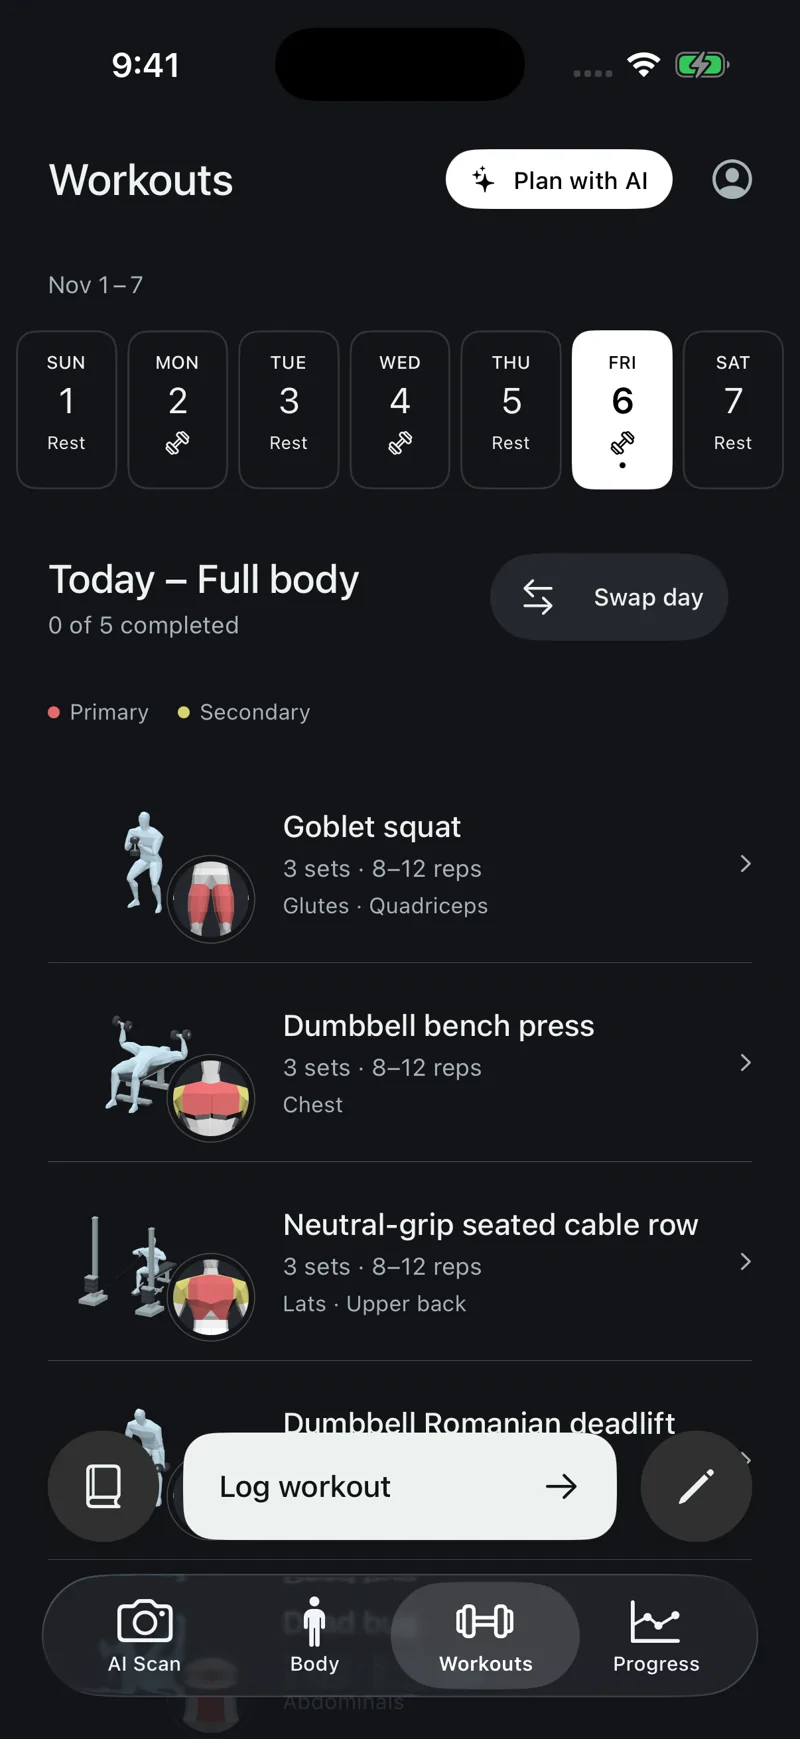 9:41
Workouts
Plan with AI
Nov 1–7
SUN
1
Rest
MON
2
TUE
3
Rest
WED
4
THU
5
Rest
FRI
6
SAT
7
Rest
Today – Full body
0 of 5 completed
Swap day
Primary
Secondary
Goblet squat
3 sets · 8–12 reps
Glutes · Quadriceps
Dumbbell bench press
3 sets · 8–12 reps
Chest
Neutral-grip seated cable row
3 sets · 8–12 reps
Lats · Upper back
Dumbbell Romanian deadlift
Log workout
Dead bug
AI Scan
Body
Workouts
Progress
Abdominals